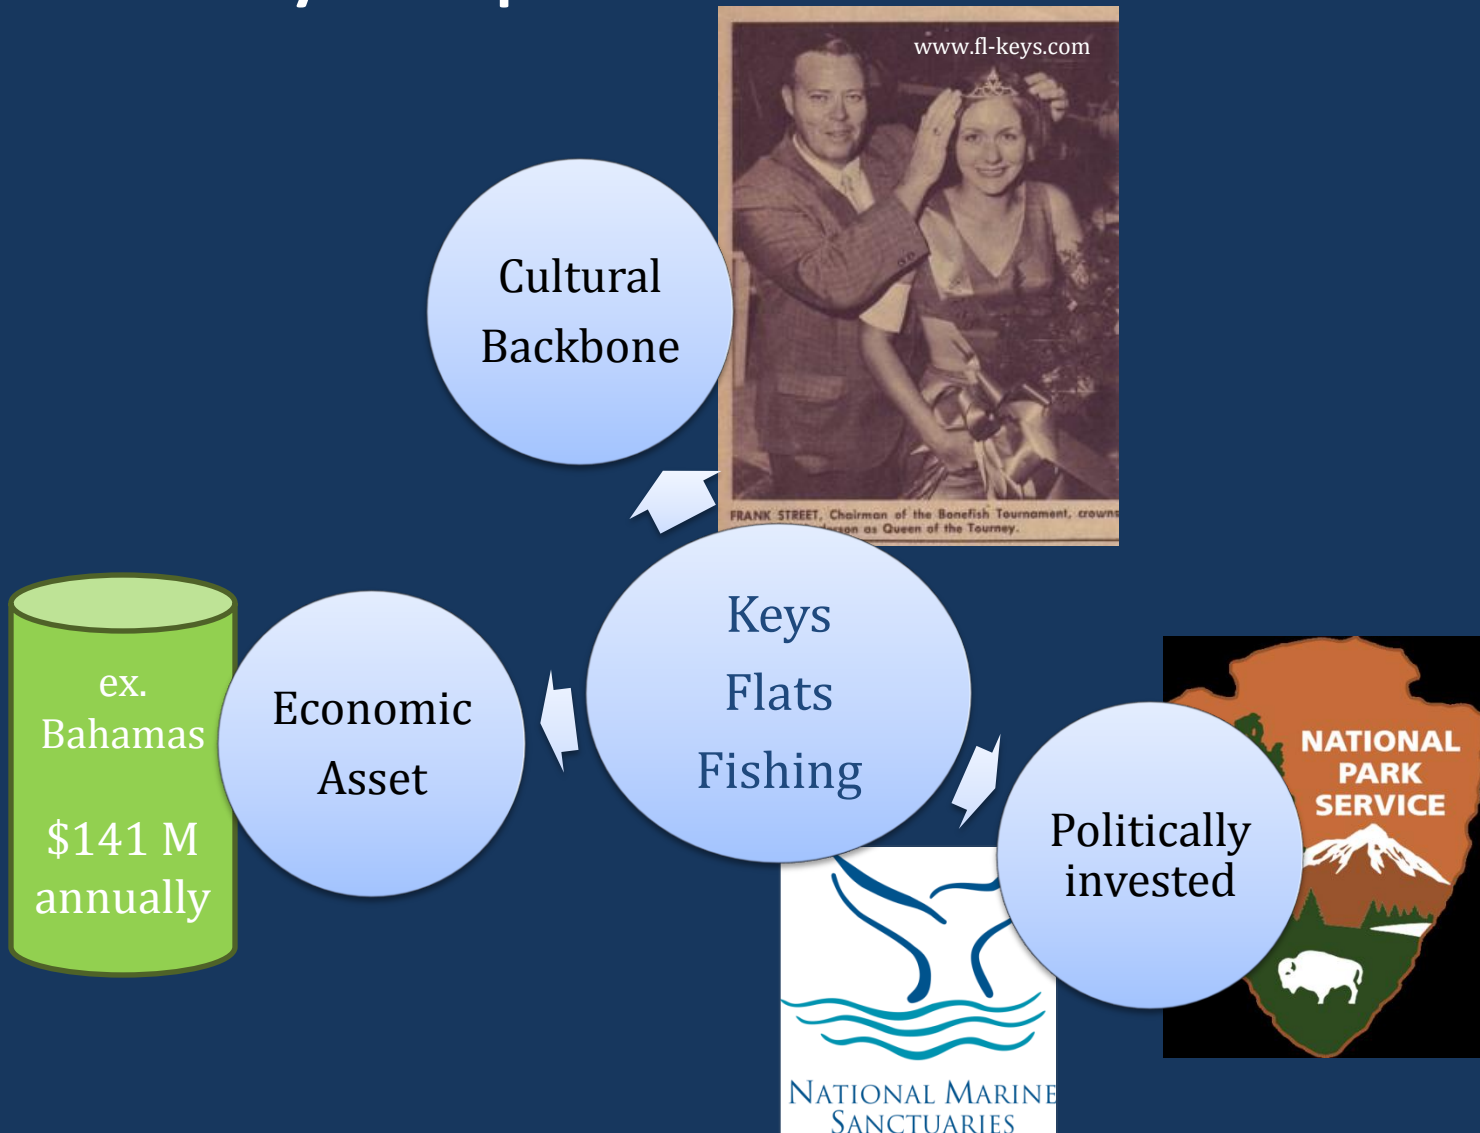 www.fl-keys.com
Cultural
Backbone
FRANK STREET, Chairman of the Bonefish Tournament, crowns
as Queen of the Tourney.
Keys
Flats
Fishing
ex.
Bahamas
$141 M
annually
Economic
Asset
Politically
invested
NATIONAL
PARK
SERVICE
NATIONAL MARINE
SANCTUARIES